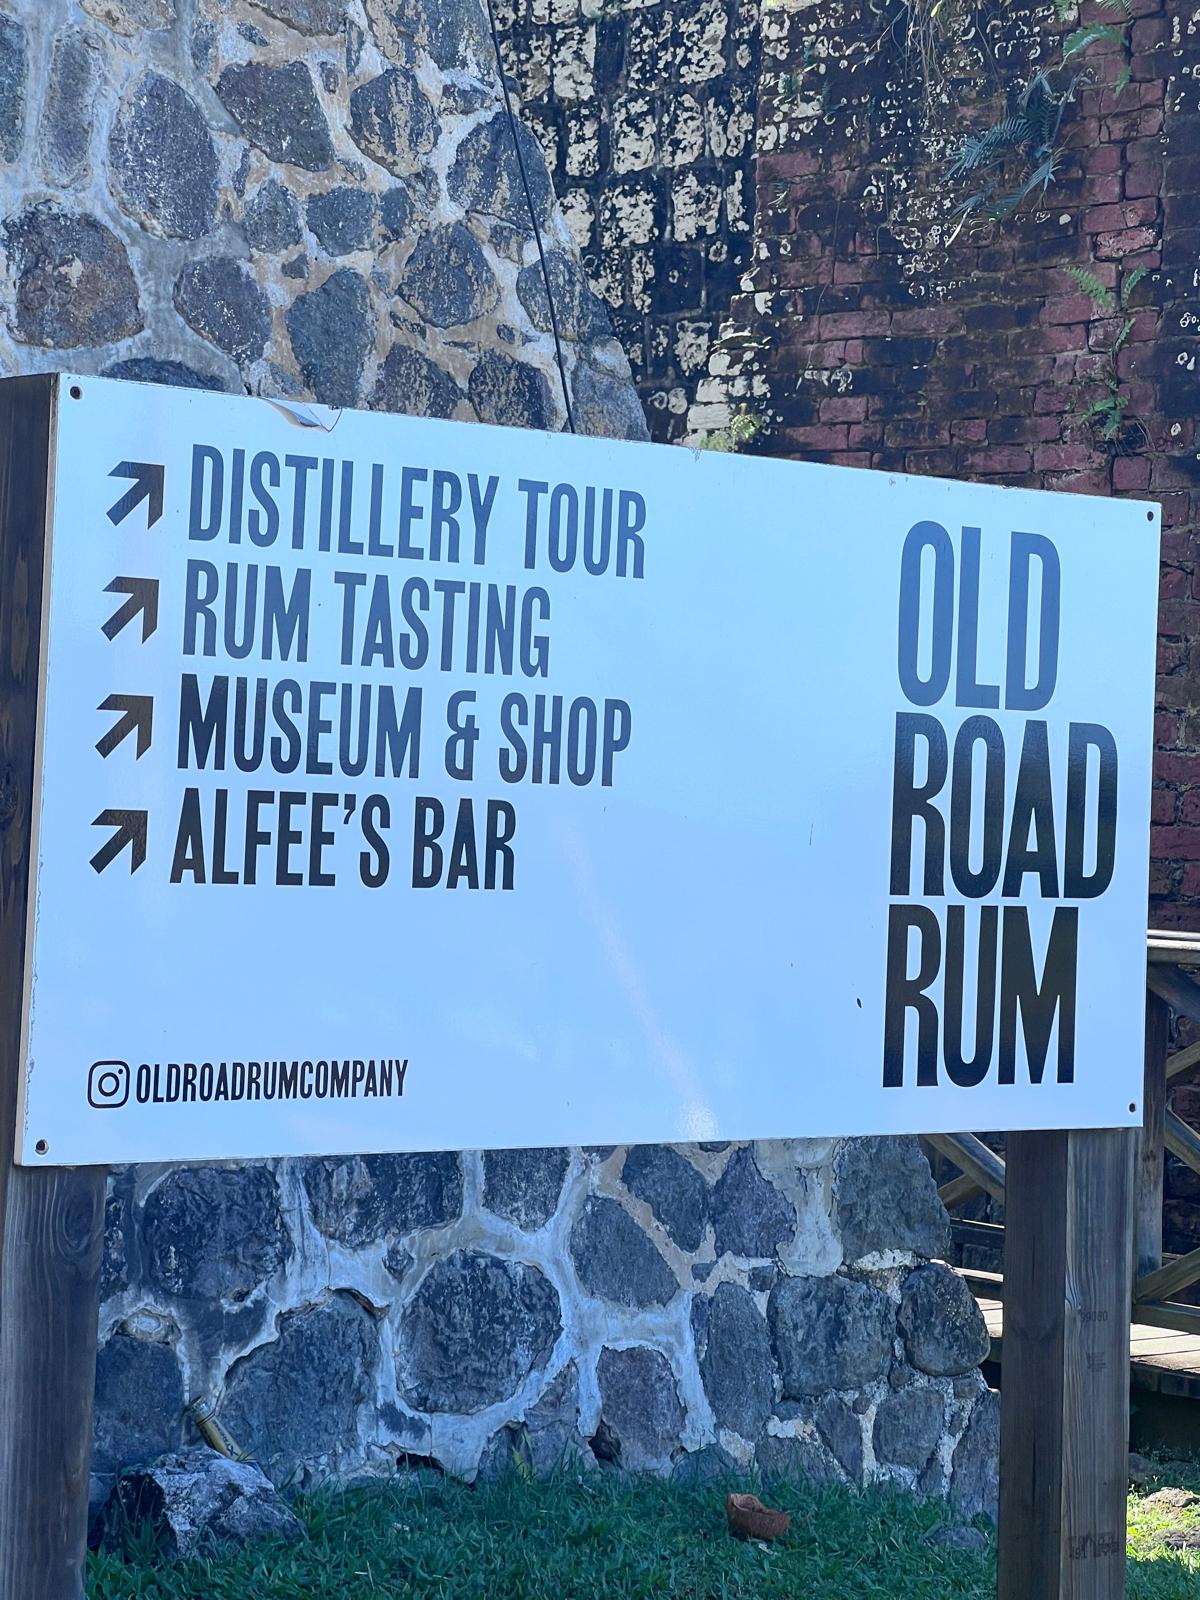 DISTILLERY TOUR
RUM TASTING
MUSEUM & SHOP
ALFEE'S BAR
OLDROADRUMCOMPANY
OLD
ROAD
RUM